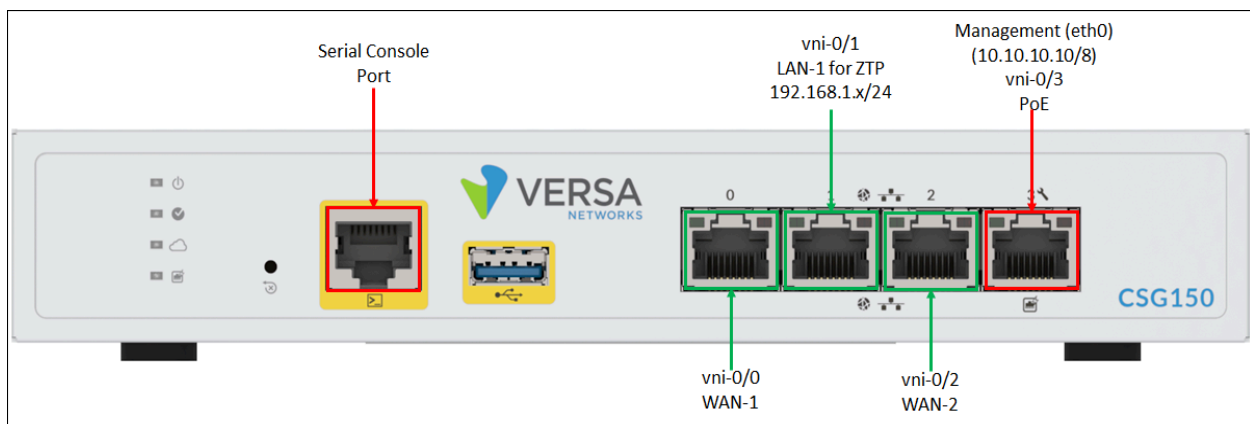 Serial Console
Port
vni-0/1
LAN-1 for ZTP
192.168.1.x/24
Management (eth0)
(10.10.10.10/8)
vni-0/3
PoE
VERSA
NETWORKS
0
1
2
3
CSG150
vni-0/0
WAN-1
vni-0/2
WAN-2